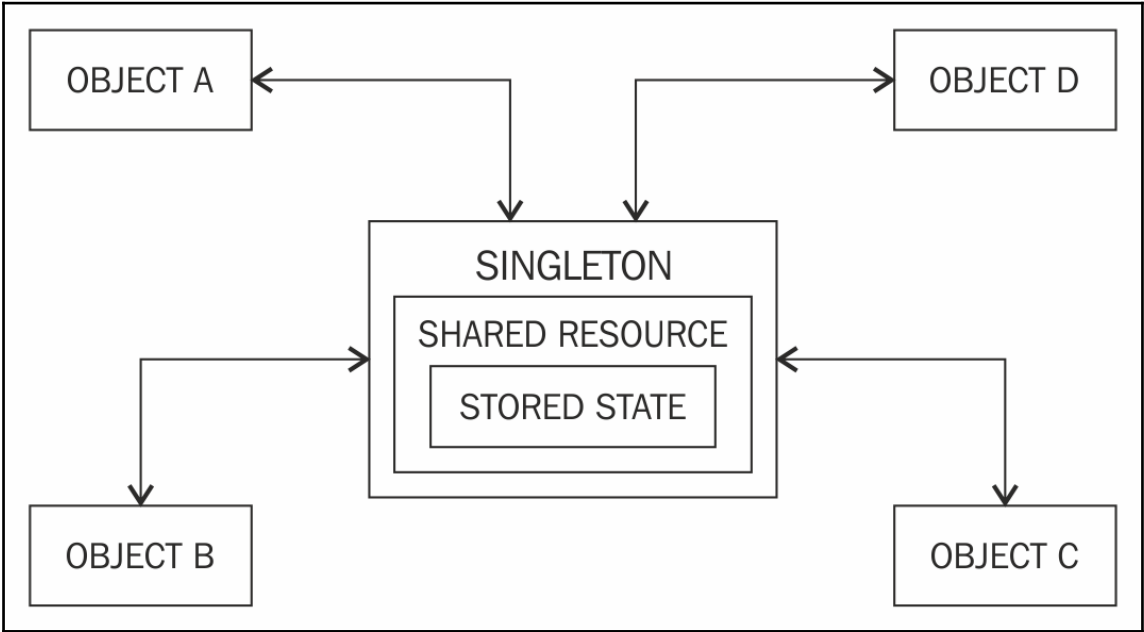 OBJECT A
OBJECT D
SINGLETON
SHARED RESOURCE
STORED STATE
OBJECT B
OBJECT C